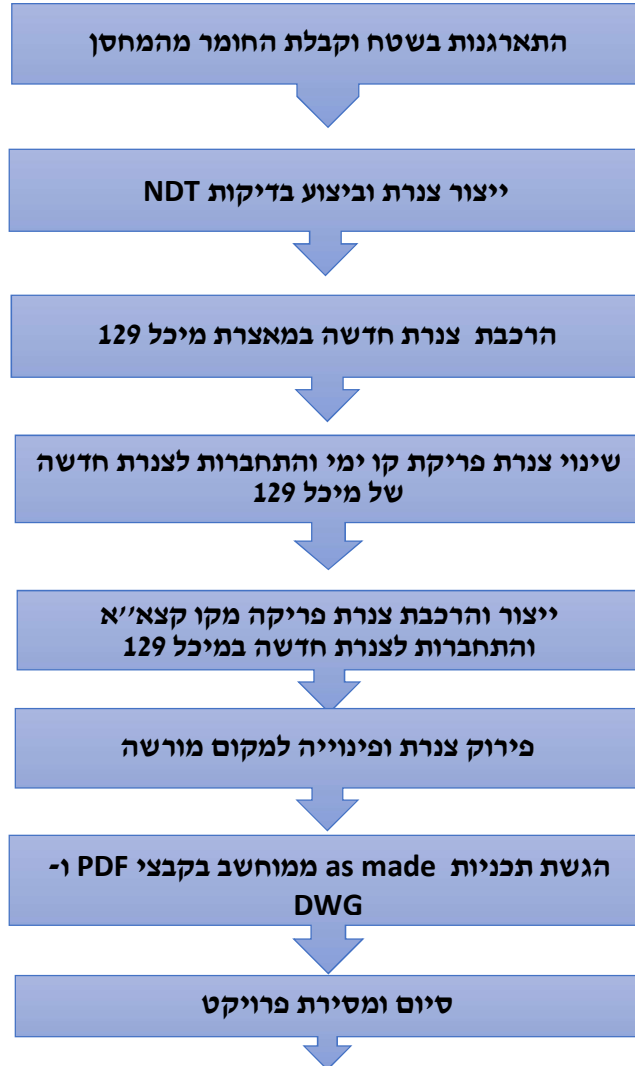 התארגנות בשטח וקבלת החומר מהמחסן
ייצור צנרת וביצוע בדיקות NDT
הרכבת צנרת חדשה במאצרת מיכל 129
שינוי צנרת פריקת קו ימי והתחברות לצנרת חדשה
של מיכל 129
ייצור והרכבת צנרת פריקה מקו קצא״א
והתחברות לצנרת חדשה במיכל 129
פירוק צנרת ופינוייה למקום מורשה
הגשת תכניות as made ממוחשב בקבצי PDF ו-
DWG
סיום ומסירת פרויקט